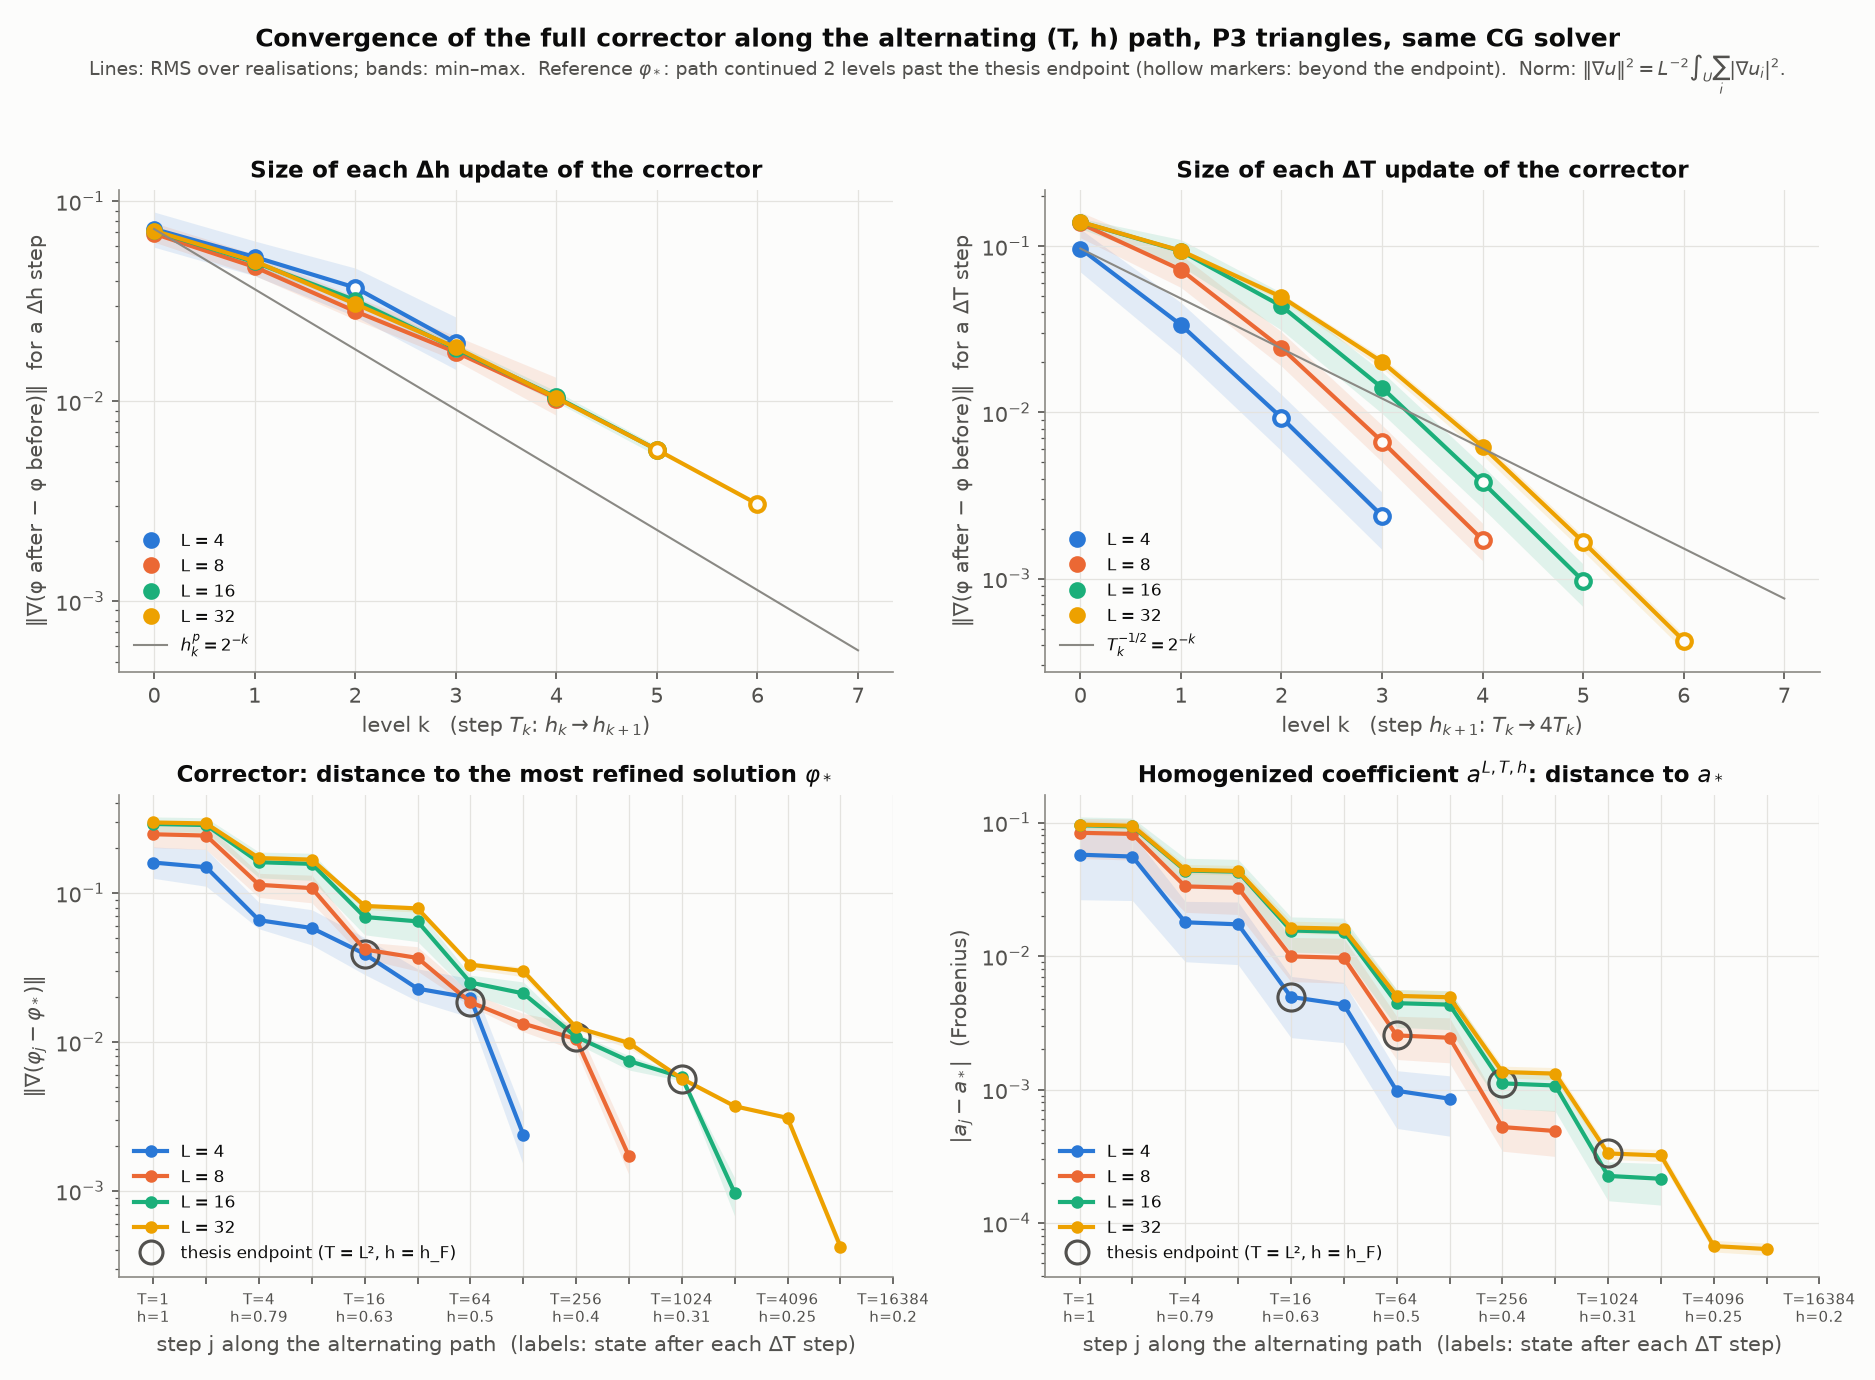 Convergence of the full corrector along the alternating (T, h) path, P3 triangles, same CG solver
Lines: RMS over realisations; bands: min–max.  Reference φ*: path continued 2 levels past the thesis endpoint (hollow markers: beyond the endpoint).  Norm: ‖∇u‖² = L⁻²∫_U ∑_i |∇u_i|².
Size of each Δh update of the corrector
‖∇(φ after − φ before)‖  for a Δh step
10⁻¹
10⁻²
10⁻³
L = 4
L = 8
L = 16
L = 32
h_k^p = 2^{-k}
0 1 2 3 4 5 6 7
level k   (step T_k: h_k → h_{k+1})
Size of each ΔT update of the corrector
‖∇(φ after − φ before)‖  for a ΔT step
10⁻¹
10⁻²
10⁻³
L = 4
L = 8
L = 16
L = 32
T_k^{-1/2} = 2^{-k}
0 1 2 3 4 5 6 7
level k   (step h_{k+1}: T_k → 4T_k)
Corrector: distance to the most refined solution φ*
‖∇(φ_j − φ*)‖
10⁻¹
10⁻²
10⁻³
L = 4
L = 8
L = 16
L = 32
thesis endpoint (T = L², h = h_F)
T=1 T=4 T=16 T=64 T=256 T=1024 T=4096 T=16384
h=1 h=0.79 h=0.63 h=0.5 h=0.4 h=0.31 h=0.25 h=0.2
step j along the alternating path  (labels: state after each ΔT step)
Homogenized coefficient a^{L,T,h}: distance to a*
|a_j − a*|  (Frobenius)
10⁻¹
10⁻²
10⁻³
10⁻⁴
L = 4
L = 8
L = 16
L = 32
thesis endpoint (T = L², h = h_F)
T=1 T=4 T=16 T=64 T=256 T=1024 T=4096 T=16384
h=1 h=0.79 h=0.63 h=0.5 h=0.4 h=0.31 h=0.25 h=0.2
step j along the alternating path  (labels: state after each ΔT step)